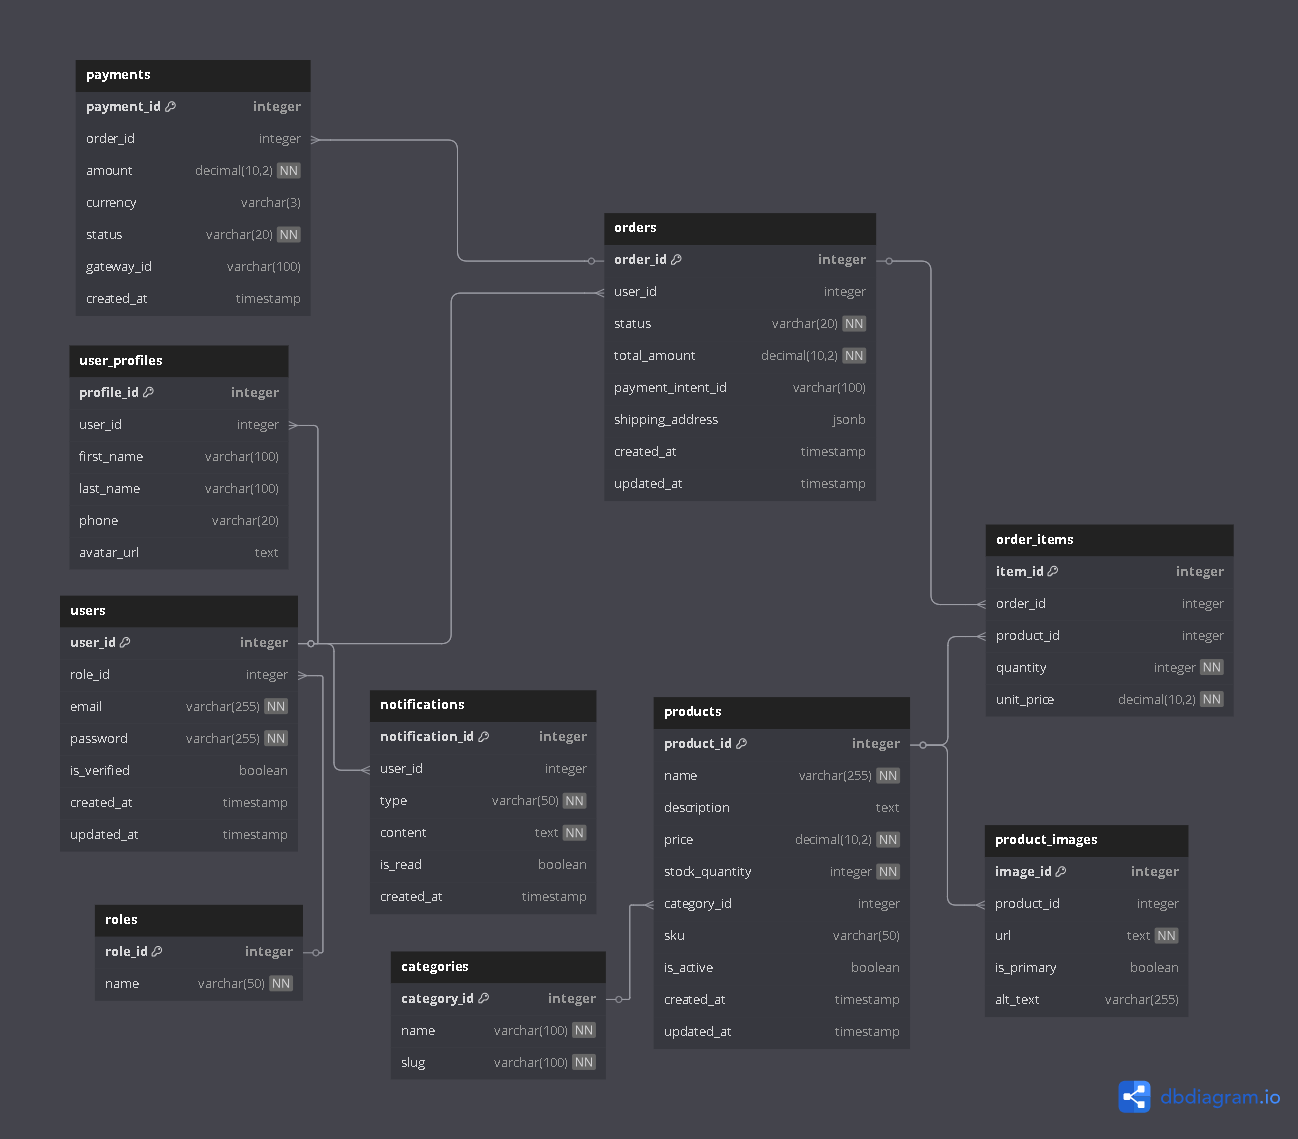 payments
payment_id integer
order_id integer
amount decimal(10,2) NN
currency varchar(3)
status varchar(20) NN
gateway_id varchar(100)
created_at timestamp
user_profiles
profile_id integer
user_id integer
first_name varchar(100)
last_name varchar(100)
phone varchar(20)
avatar_url text
users
user_id integer
role_id integer
email varchar(255) NN
password varchar(255) NN
is_verified boolean
created_at timestamp
updated_at timestamp
roles
role_id integer
name varchar(50) NN
notifications
notification_id integer
user_id integer
type varchar(50) NN
content text NN
is_read boolean
created_at timestamp
categories
category_id integer
name varchar(100) NN
slug varchar(100) NN
orders
order_id integer
user_id integer
status varchar(20) NN
total_amount decimal(10,2) NN
payment_intent_id varchar(100)
shipping_address jsonb
created_at timestamp
updated_at timestamp
products
product_id integer
name varchar(255) NN
description text
price decimal(10,2) NN
stock_quantity integer NN
category_id integer
sku varchar(50)
is_active boolean
created_at timestamp
updated_at timestamp
order_items
item_id integer
order_id integer
product_id integer
quantity integer NN
unit_price decimal(10,2) NN
product_images
image_id integer
product_id integer
url text NN
is_primary boolean
alt_text varchar(255)
dbdiagram.io